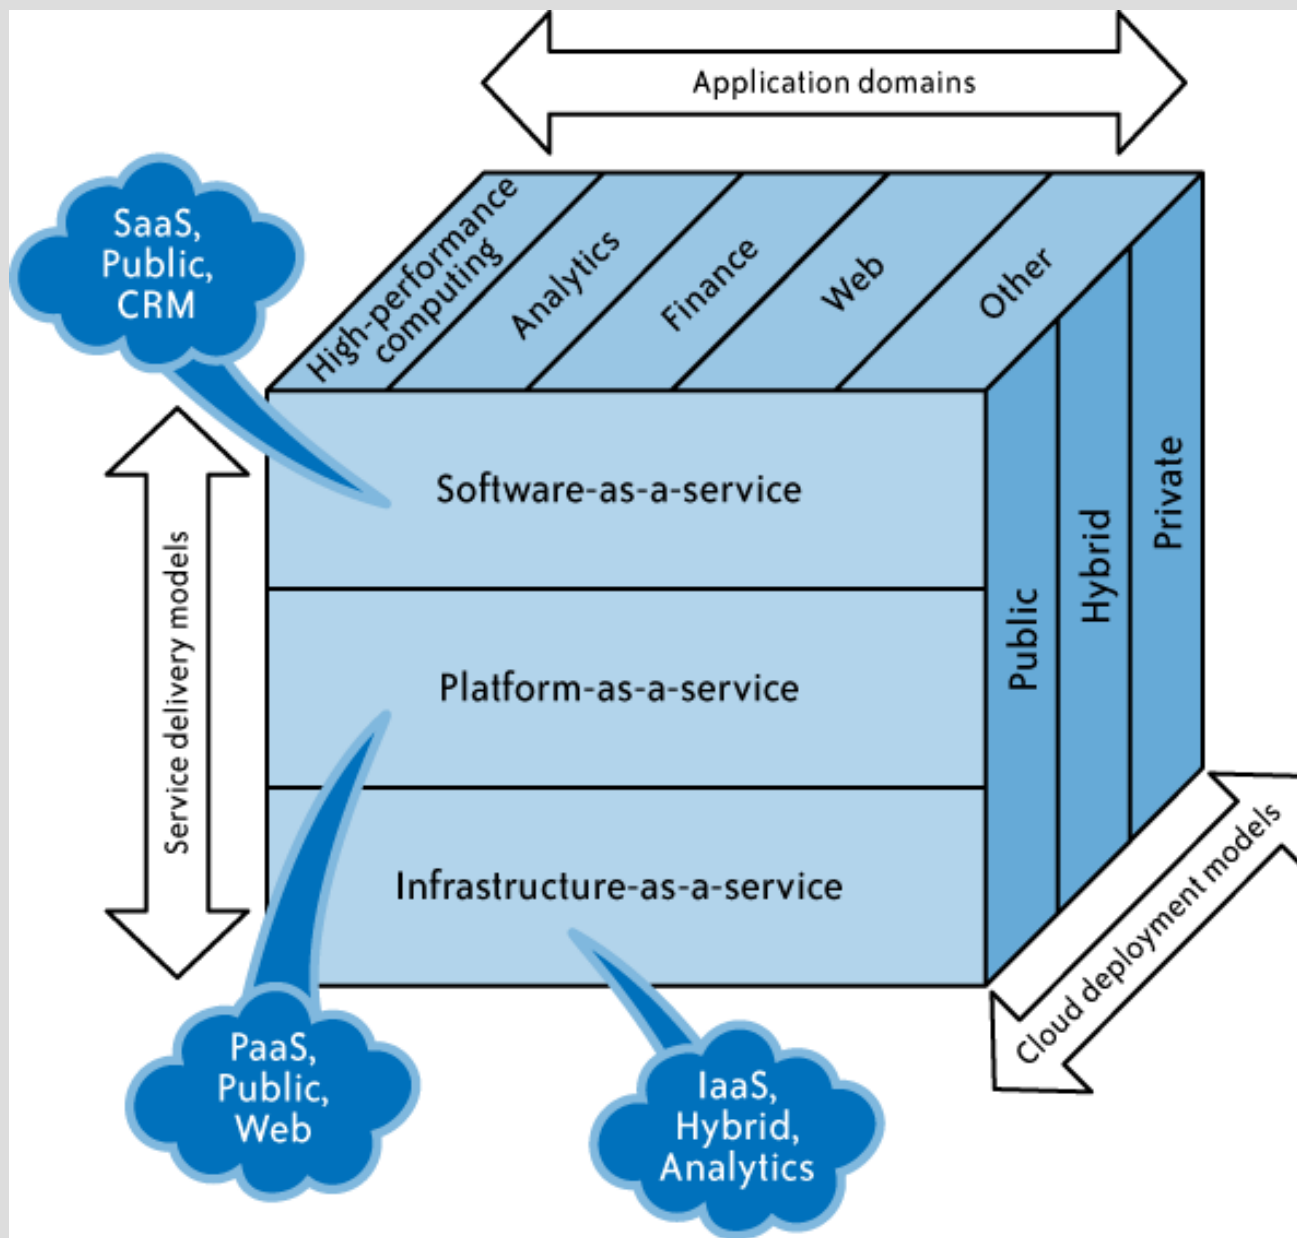 Application domains
High-performance
computing
Analytics
Finance
Web
Other
SaaS,
Public,
CRM
Service delivery models
Software-as-a-service
Platform-as-a-service
Infrastructure-as-a-service
Public
Hybrid
Private
Cloud deployment models
PaaS,
Public,
Web
IaaS,
Hybrid,
Analytics